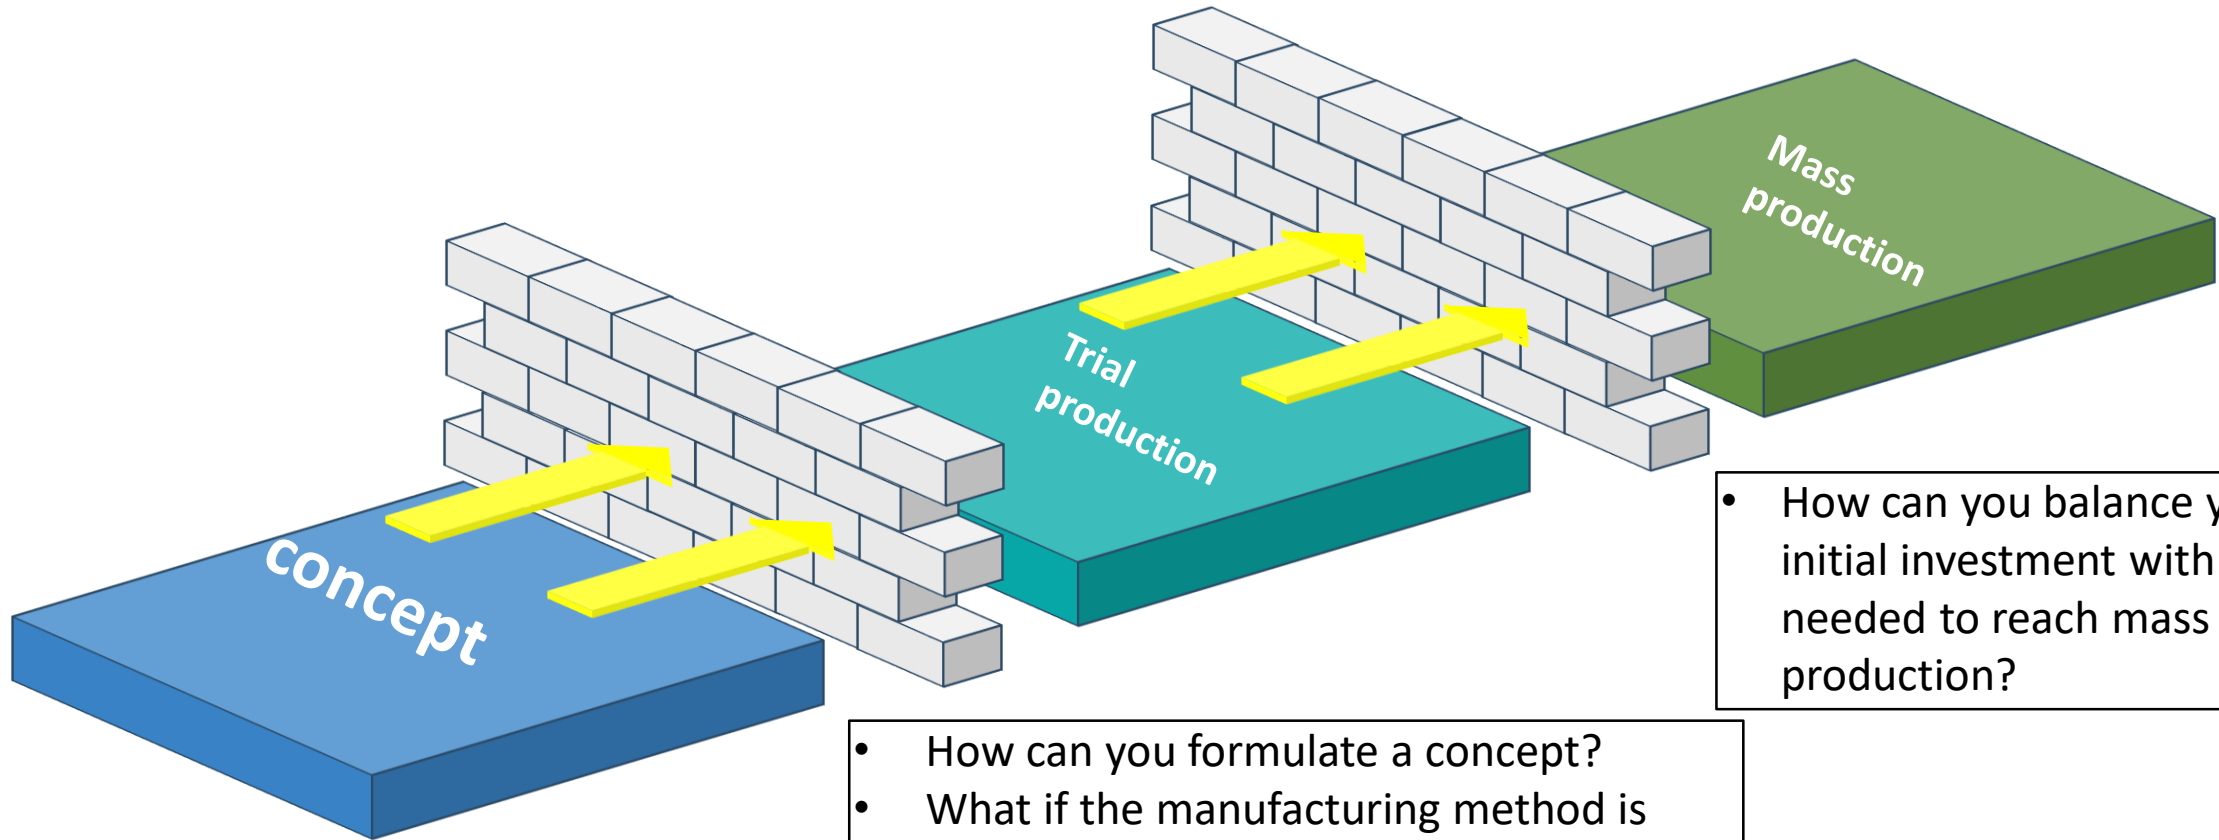 Mass
production
Trial
production
concept
• How can you balance
initial investment with
needed to reach mass
production?
• How can you formulate a concept?
• What if the manufacturing method is